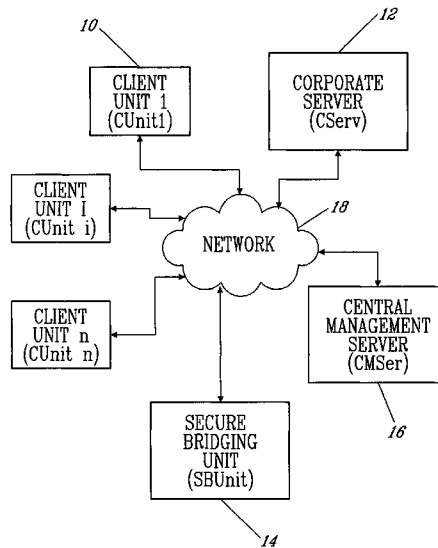 10
12
CLIENT
UNIT 1
(CUnit1)
CORPORATE
SERVER
(CServ)
CLIENT
UNIT I
(CUnit i)
18
NETWORK
CLIENT
UNIT n
(CUnit n)
CENTRAL
MANAGEMENT
SERVER
(CMSer)
16
SECURE
BRIDGING
UNIT
(SBUnit)
14